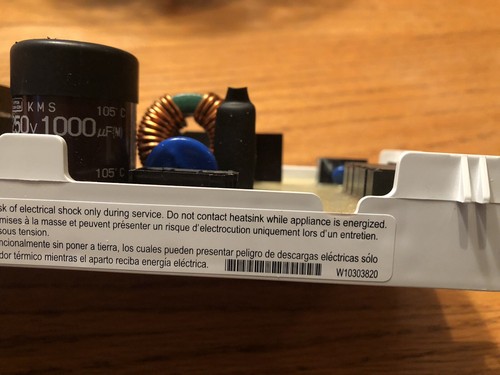 KMS 105°C
50V 1000µF(M)
105°C
sk of electrical shock only during service. Do not contact heatsink while appliance is energized.
mises à la masse et peuvent présenter un risque d'electrocution uniquement lors d'un entretien.
sous tension.
ncionalmente sin poner a tierra, los cuales pueden presentar peligro de descargas eléctricas sólo
dor térmico mientras el aparto reciba energía eléctrica.
W10303820